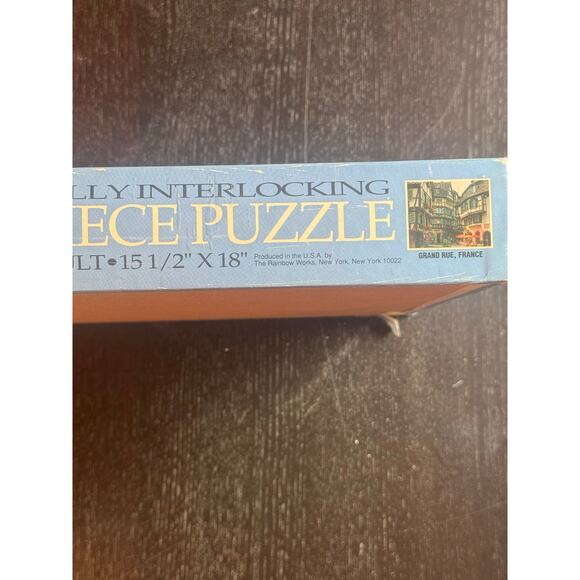 LLY INTERLOCKING
ECE PUZZLE
ULT • 15 1/2" X 18"
Produced in the U.S.A. by
The Rainbow Works, New York, New York 10022
GRAND RUE, FRANCE